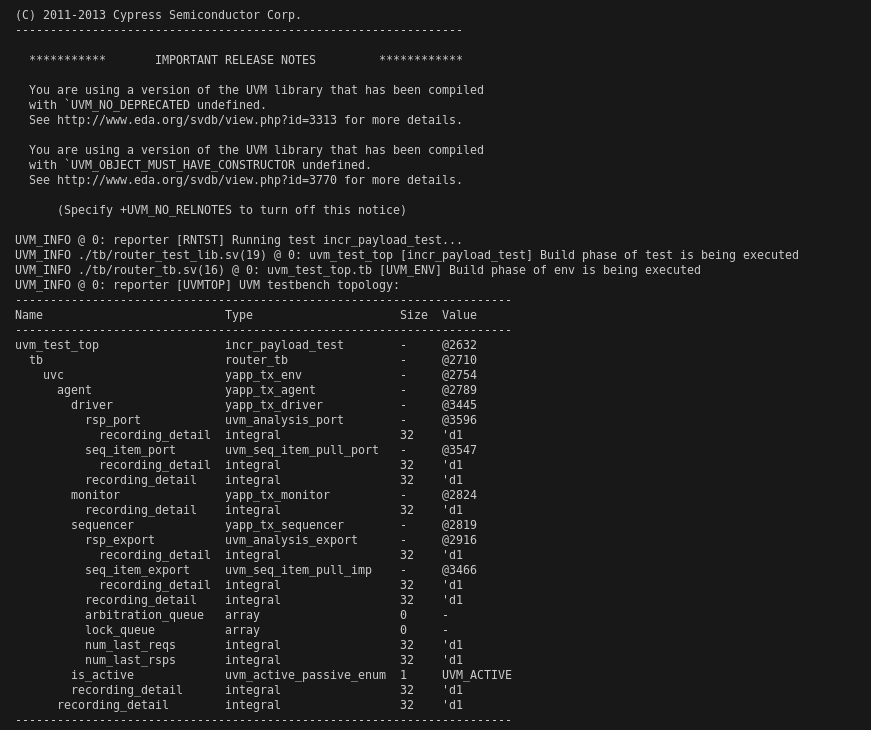 (C) 2011-2013 Cypress Semiconductor Corp.
----------------------------------------------------------------

  ***********       IMPORTANT RELEASE NOTES         ************

  You are using a version of the UVM library that has been compiled
  with `UVM_NO_DEPRECATED undefined.
  See http://www.eda.org/svdb/view.php?id=3313 for more details.

  You are using a version of the UVM library that has been compiled
  with `UVM_OBJECT_MUST_HAVE_CONSTRUCTOR undefined.
  See http://www.eda.org/svdb/view.php?id=3770 for more details.

      (Specify +UVM_NO_RELNOTES to turn off this notice)

UVM_INFO @ 0: reporter [RNTST] Running test incr_payload_test...
UVM_INFO ./tb/router_test_lib.sv(19) @ 0: uvm_test_top [incr_payload_test] Build phase of test is being executed
UVM_INFO ./tb/router_tb.sv(16) @ 0: uvm_test_top.tb [UVM_ENV] Build phase of env is being executed
UVM_INFO @ 0: reporter [UVMTOP] UVM testbench topology:
-----------------------------------------------------------------------
Name                          Type                     Size  Value
-----------------------------------------------------------------------
uvm_test_top                  incr_payload_test        -     @2632
  tb                          router_tb                -     @2710
    uvc                       yapp_tx_env              -     @2754
      agent                   yapp_tx_agent            -     @2789
        driver                yapp_tx_driver           -     @3445
          rsp_port            uvm_analysis_port        -     @3596
            recording_detail  integral                 32    'd1
          seq_item_port       uvm_seq_item_pull_port   -     @3547
            recording_detail  integral                 32    'd1
          recording_detail    integral                 32    'd1
        monitor               yapp_tx_monitor          -     @2824
          recording_detail    integral                 32    'd1
        sequencer             yapp_tx_sequencer        -     @2819
          rsp_export          uvm_analysis_export      -     @2916
            recording_detail  integral                 32    'd1
          seq_item_export     uvm_seq_item_pull_imp    -     @3466
            recording_detail  integral                 32    'd1
          recording_detail    integral                 32    'd1
          arbitration_queue   array                    0     -
          lock_queue          array                    0     -
          num_last_reqs       integral                 32    'd1
          num_last_rsps       integral                 32    'd1
        is_active             uvm_active_passive_enum  1     UVM_ACTIVE
        recording_detail      integral                 32    'd1
      recording_detail        integral                 32    'd1
-----------------------------------------------------------------------